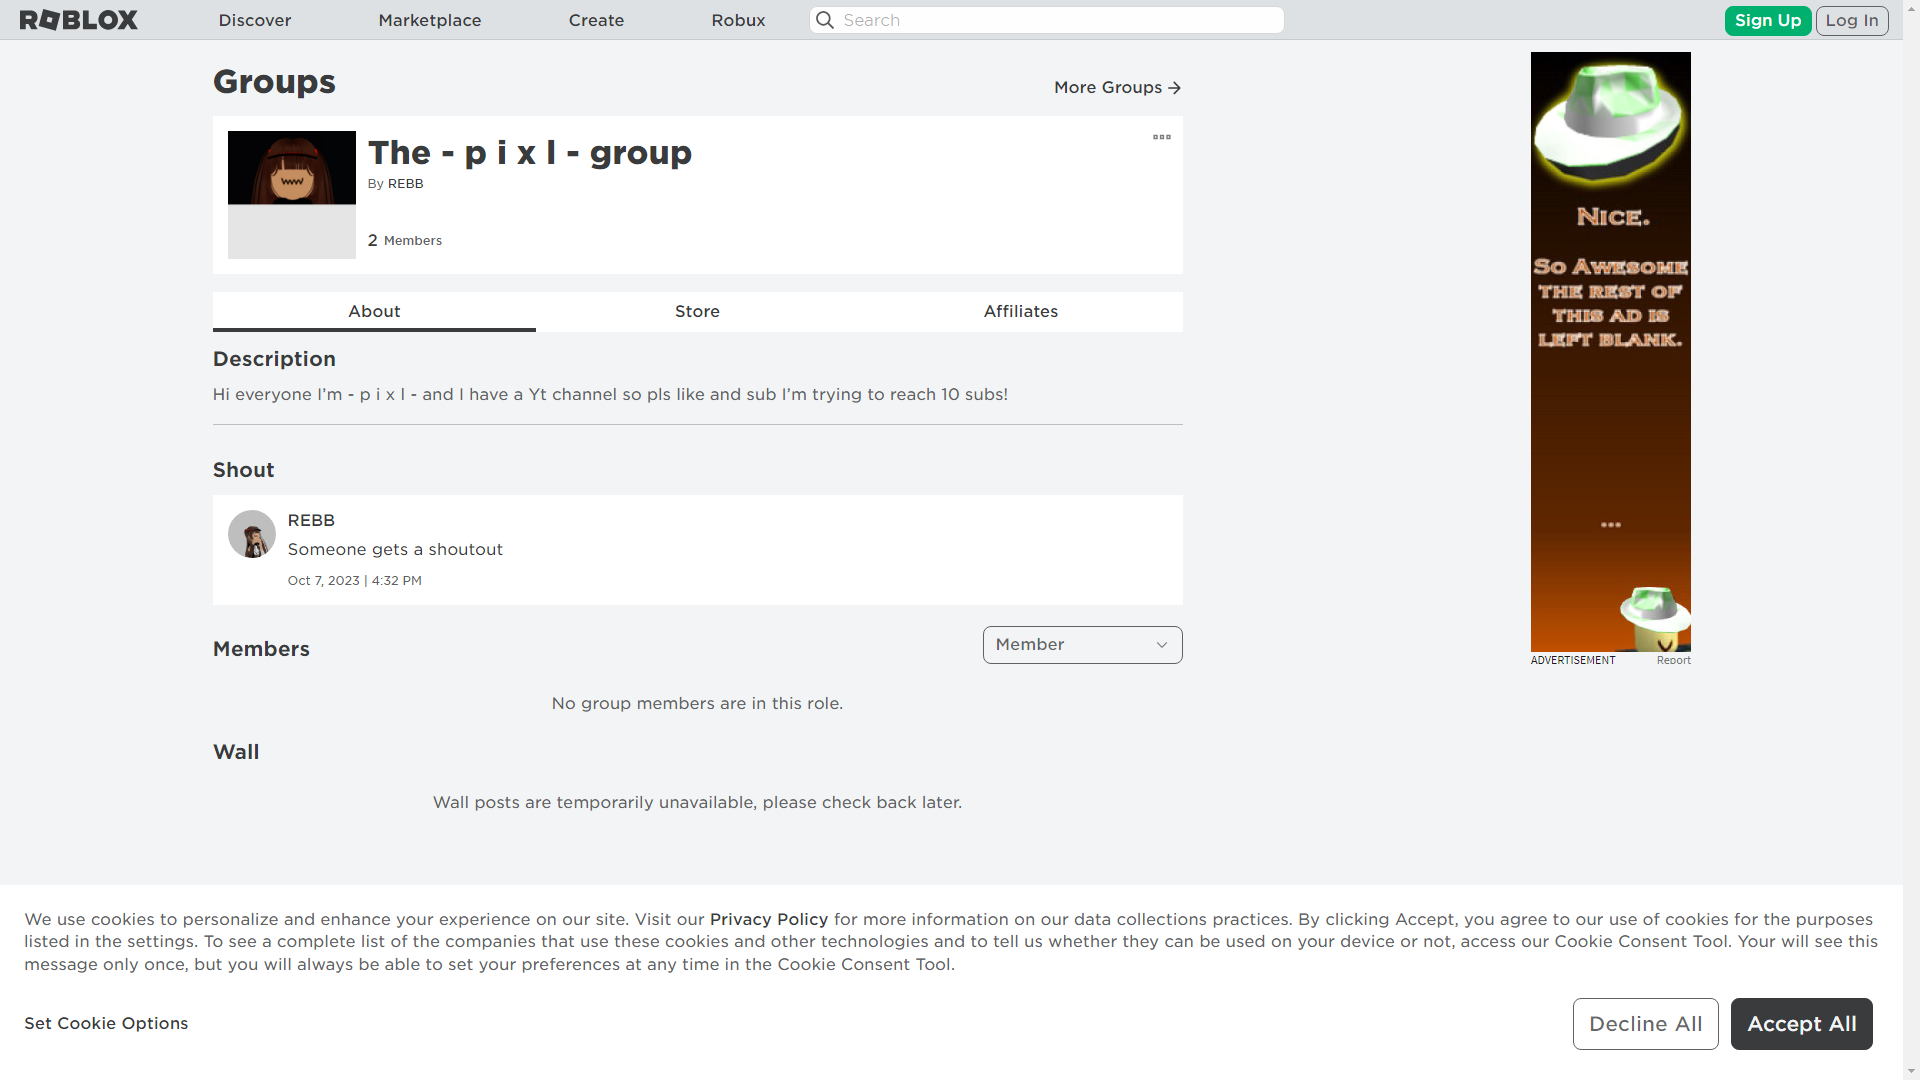 ROBLOX
Discover
Marketplace
Create
Robux
Search
Sign Up
Log In
Groups
More Groups
The - p i x l - group
By REBB
2 Members
About
Store
Affiliates
Description
Hi everyone I’m - p i x l - and I have a Yt channel so pls like and sub I’m trying to reach 10 subs!
Shout
REBB
Someone gets a shoutout
Oct 7, 2023 | 4:32 PM
Members
Member
No group members are in this role.
Wall
Wall posts are temporarily unavailable, please check back later.
Nice.
So Awesome
the rest of
this ad is
left blank.
...
ADVERTISEMENT
Report
We use cookies to personalize and enhance your experience on our site. Visit our Privacy Policy for more information on our data collections practices. By clicking Accept, you agree to our use of cookies for the purposes
listed in the settings. To see a complete list of the companies that use these cookies and other technologies and to tell us whether they can be used on your device or not, access our Cookie Consent Tool. Your will see this
message only once, but you will always be able to set your preferences at any time in the Cookie Consent Tool.
Set Cookie Options
Decline All
Accept All